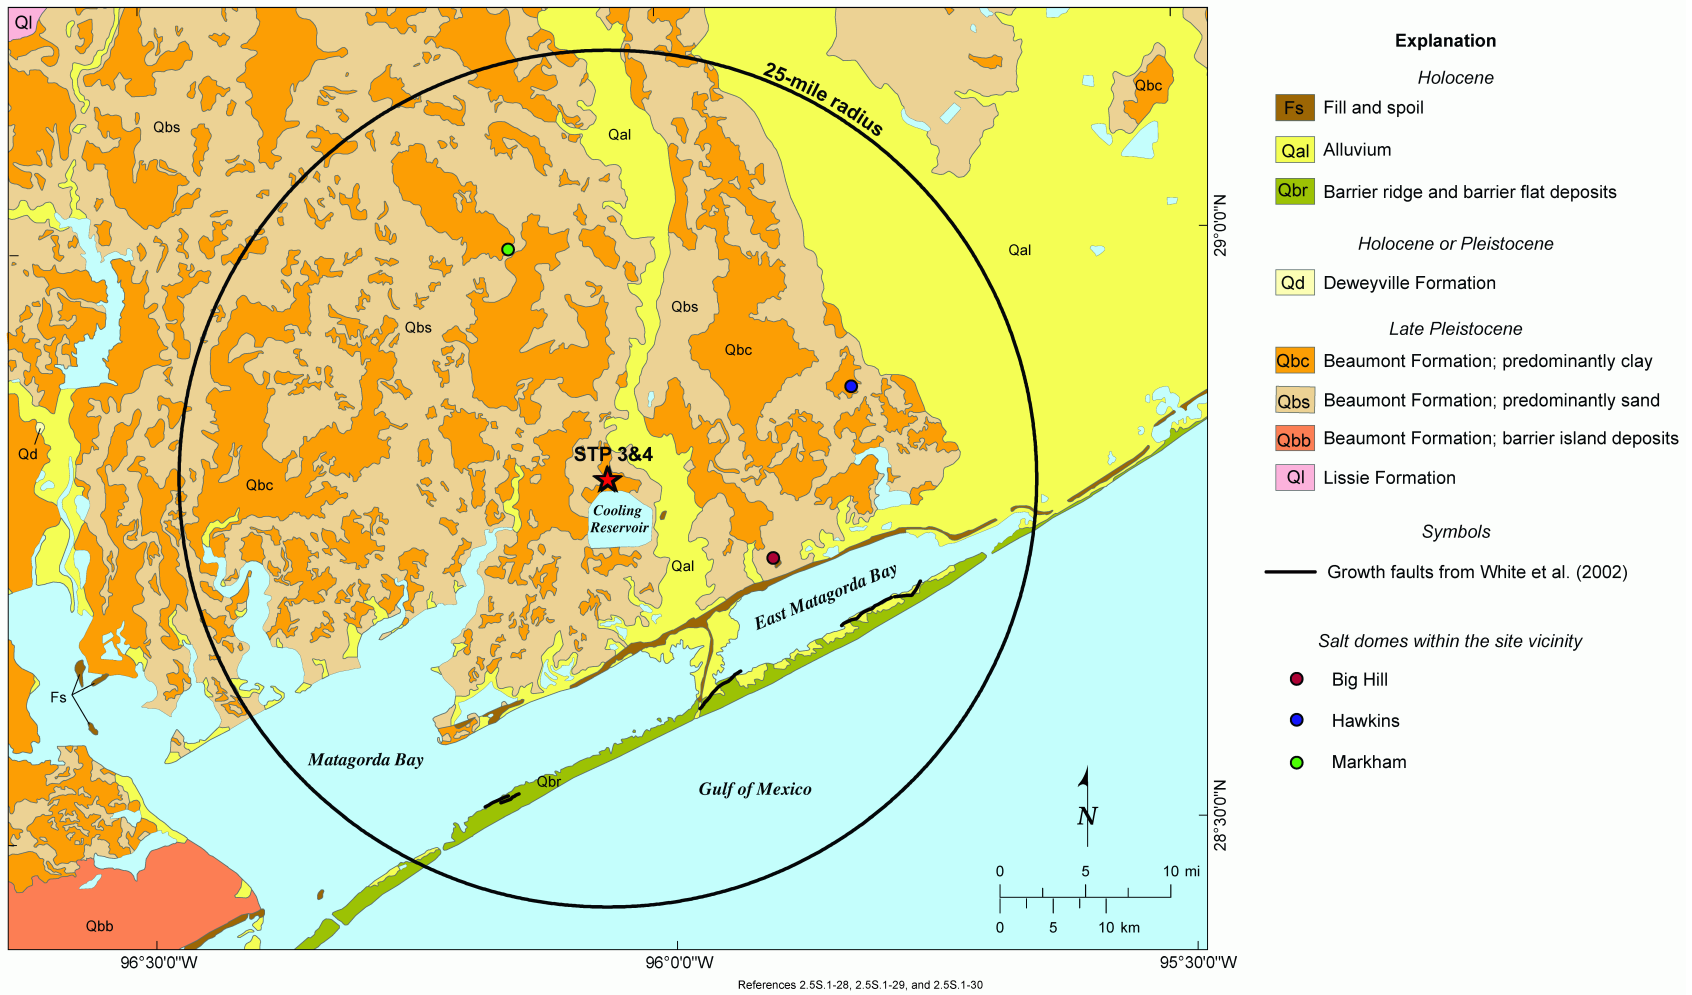 Ql
Qbs
25-mile radius
Qal
Qbc
Qal
Qbs
Qbs
Qbc
Qd
STP 3&4
Qbc
Cooling
Reservoir
Qal
East Matagorda Bay
Fs
Matagorda Bay
Qbr
Gulf of Mexico
Qbb
N
0 5 10 mi
0 5 10 km
29°0'0"N
28°30'0"N
96°30'0"W
96°0'0"W
95°30'0"W
References 2.5S.1-28, 2.5S.1-29, and 2.5S.1-30
Explanation
Holocene
Fs Fill and spoil
Qal Alluvium
Qbr Barrier ridge and barrier flat deposits
Holocene or Pleistocene
Qd Deweyville Formation
Late Pleistocene
Qbc Beaumont Formation; predominantly clay
Qbs Beaumont Formation; predominantly sand
Qbb Beaumont Formation; barrier island deposits
Ql Lissie Formation
Symbols
Growth faults from White et al. (2002)
Salt domes within the site vicinity
Big Hill
Hawkins
Markham